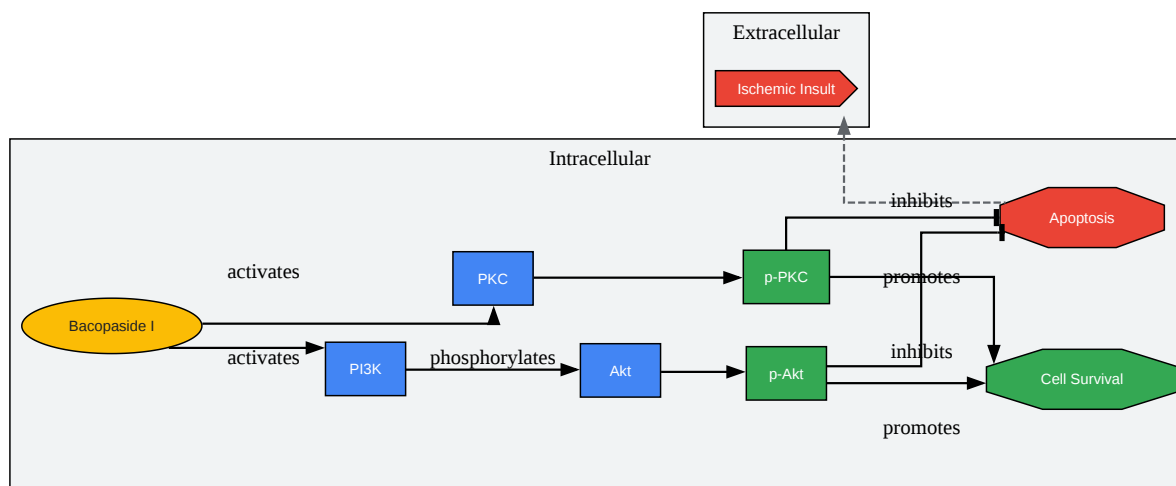 Extracellular
Ischemic Insult
Intracellular
inhibits
Apoptosis
activates
PKC
p-PKC
promotes
Bacopaside I
activates
PI3K
phosphorylates
Akt
p-Akt
inhibits
Cell Survival
promotes